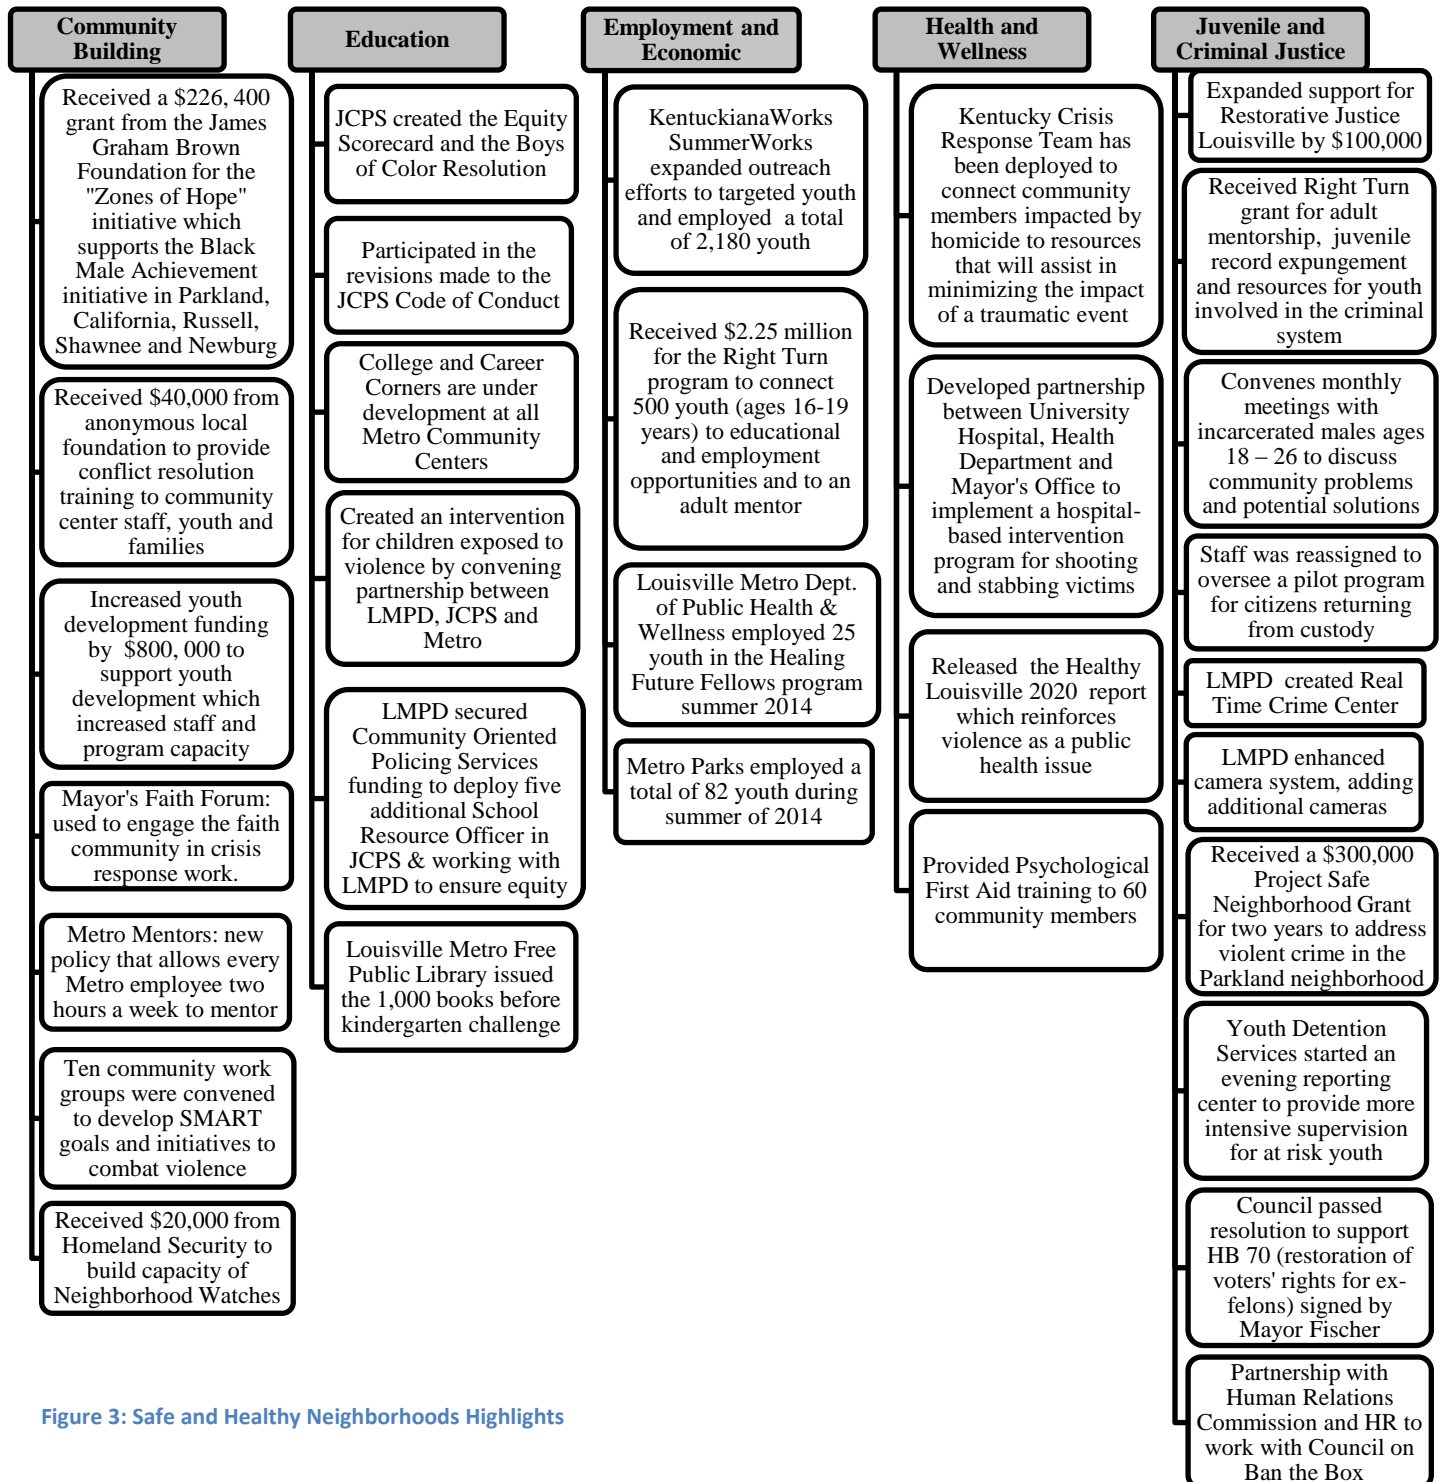 Community
Building
Received a $226, 400
grant from the James
Graham Brown
Foundation for the
"Zones of Hope"
initiative which
supports the Black
Male Achievement
initiative in Parkland,
California, Russell,
Shawnee and Newburg
Received $40,000 from
anonymous local
foundation to provide
conflict resolution
training to community
center staff, youth and
families
Increased youth
development funding
by $800, 000 to
support youth
development which
increased staff and
program capacity
Mayor's Faith Forum:
used to engage the faith
community in crisis
response work.
Metro Mentors: new
policy that allows every
Metro employee two
hours a week to mentor
Ten community work
groups were convened
to develop SMART
goals and initiatives to
combat violence
Received $20,000 from
Homeland Security to
build capacity of
Neighborhood Watches
Education
JCPS created the Equity
Scorecard and the Boys
of Color Resolution
Participated in the
revisions made to the
JCPS Code of Conduct
College and Career
Corners are under
development at all
Metro Community
Centers
Created an intervention
for children exposed to
violence by convening
partnership between
LMPD, JCPS and
Metro
LMPD secured
Community Oriented
Policing Services
funding to deploy five
additional School
Resource Officer in
JCPS & working with
LMPD to ensure equity
Louisville Metro Free
Public Library issued
the 1,000 books before
kindergarten challenge
Employment and
Economic
KentuckianaWorks
SummerWorks
expanded outreach
efforts to targeted youth
and employed a total
of 2,180 youth
Received $2.25 million
for the Right Turn
program to connect
500 youth (ages 16-19
years) to educational
and employment
opportunities and to an
adult mentor
Louisville Metro Dept.
of Public Health &
Wellness employed 25
youth in the Healing
Future Fellows program
summer 2014
Metro Parks employed a
total of 82 youth during
summer of 2014
Health and
Wellness
Kentucky Crisis
Response Team has
been deployed to
connect community
members impacted by
homicide to resources
that will assist in
minimizing the impact
of a traumatic event
Developed partnership
between University
Hospital, Health
Department and
Mayor's Office to
implement a hospital-
based intervention
program for shooting
and stabbing victims
Released the Healthy
Louisville 2020 report
which reinforces
violence as a public
health issue
Provided Psychological
First Aid training to 60
community members
Juvenile and
Criminal Justice
Expanded support for
Restorative Justice
Louisville by $100,000
Received Right Turn
grant for adult
mentorship, juvenile
record expungement
and resources for youth
involved in the criminal
system
Convenes monthly
meetings with
incarcerated males ages
18 – 26 to discuss
community problems
and potential solutions
Staff was reassigned to
oversee a pilot program
for citizens returning
from custody
LMPD created Real
Time Crime Center
LMPD enhanced
camera system, adding
additional cameras
Received a $300,000
Project Safe
Neighborhood Grant
for two years to address
violent crime in the
Parkland neighborhood
Youth Detention
Services started an
evening reporting
center to provide more
intensive supervision
for at risk youth
Council passed
resolution to support
HB 70 (restoration of
voters' rights for ex-
felons) signed by
Mayor Fischer
Partnership with
Human Relations
Commission and HR to
work with Council on
Ban the Box
Figure 3: Safe and Healthy Neighborhoods Highlights